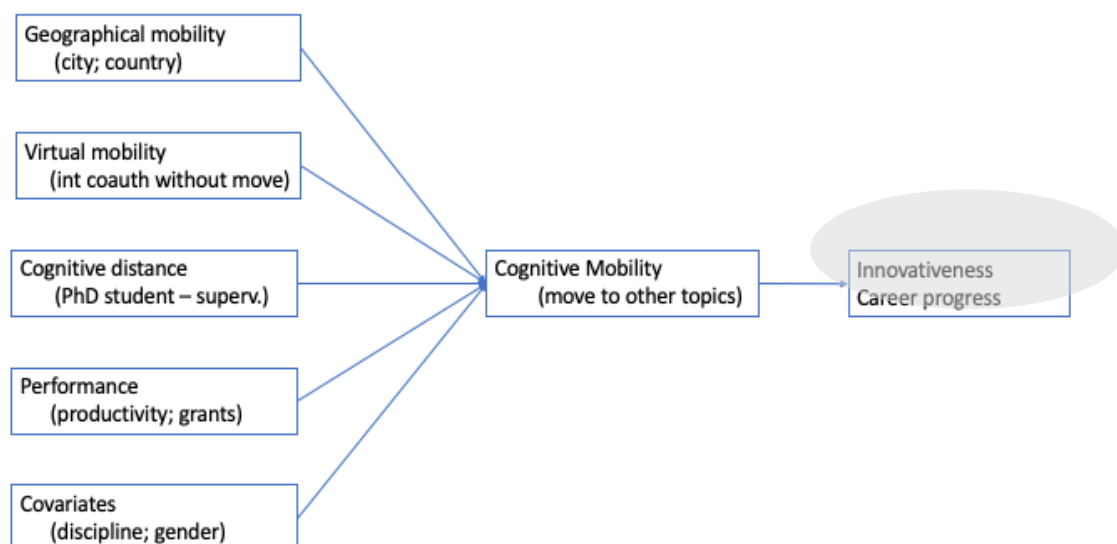 Geographical mobility
(city; country)
Virtual mobility
(int coauth without move)
Cognitive distance
(PhD student – superv.)
Performance
(productivity; grants)
Covariates
(discipline; gender)
Cognitive Mobility
(move to other topics)
Innovativeness
Career progress